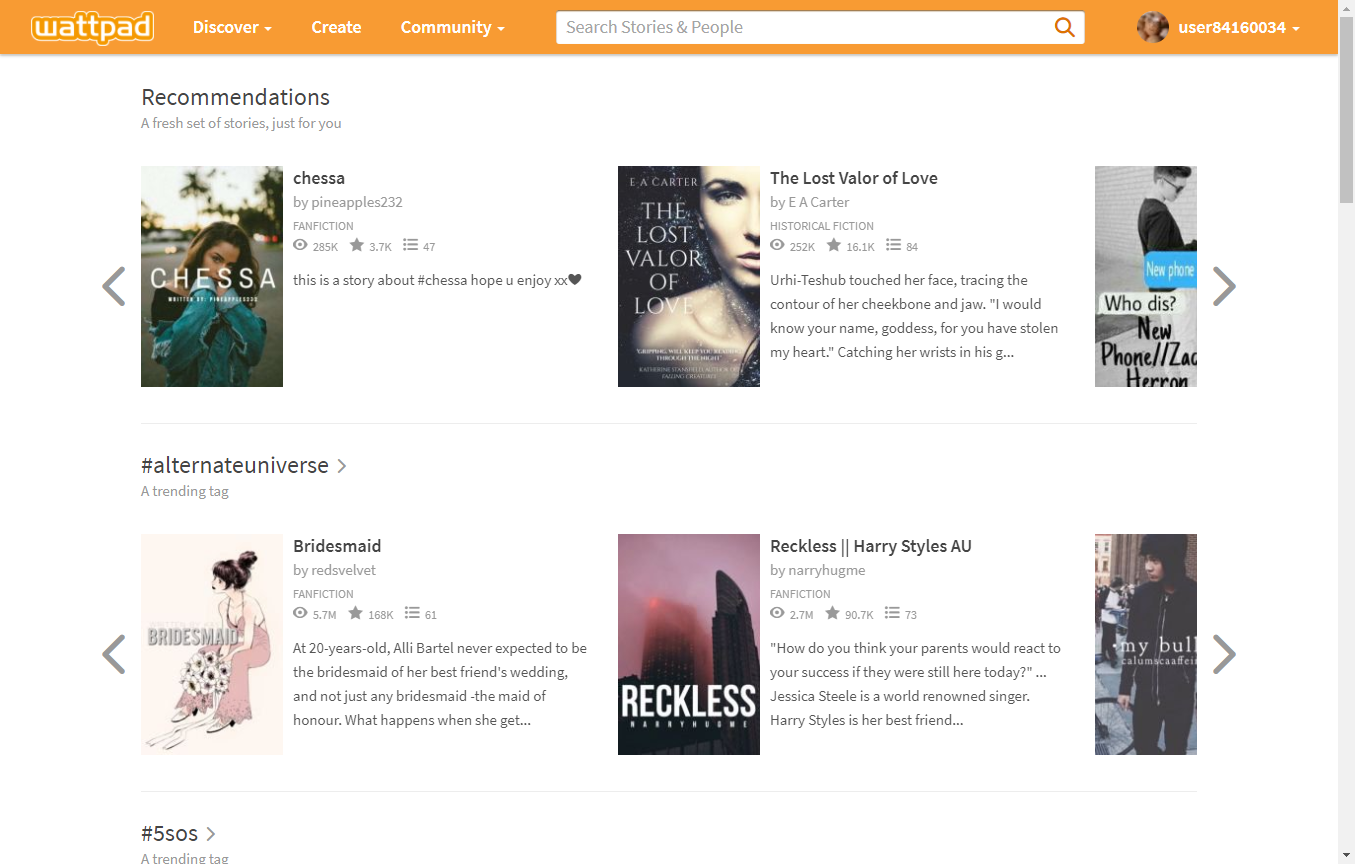 wattpad
Discover
Create
Community
Search Stories & People
user84160034
Recommendations
A fresh set of stories, just for you
CHESSA
WRITTEN BY: PINEAPPLES232
chessa
by pineapples232
FANFICTION
285K 3.7K 47
this is a story about #chessa hope u enjoy xx🖤
E A CARTER
THE
LOST
VALOR
OF
LOVE
"GRIPPING, WILL KEEP YOU READING
THROUGH THE NIGHT"
KATHERINE STANSFIELD, AUTHOR OF
FALLING CREATURES
The Lost Valor of Love
by E A Carter
HISTORICAL FICTION
252K 16.1K 84
Urhi-Teshub touched her face, tracing the
contour of her cheekbone and jaw. "I would
know your name, goddess, for you have stolen
my heart." Catching her wrists in his g...
New phone
Who dis?
New
Phone//Zac
Herron
#alternateuniverse
A trending tag
BRIDESMAID
Bridesmaid
by redsvelvet
FANFICTION
5.7M 168K 61
At 20-years-old, Alli Bartel never expected to be
the bridesmaid of her best friend's wedding,
and not just any bridesmaid -the maid of
honour. What happens when she get...
RECKLESS
NARRYHUGME
Reckless || Harry Styles AU
by narryhugme
FANFICTION
2.7M 90.7K 73
"How do you think your parents would react to
your success if they were still here today?" ...
Jessica Steele is a world renowned singer.
Harry Styles is her best friend...
my bull
calumscaaffei
#5sos
A trending tag